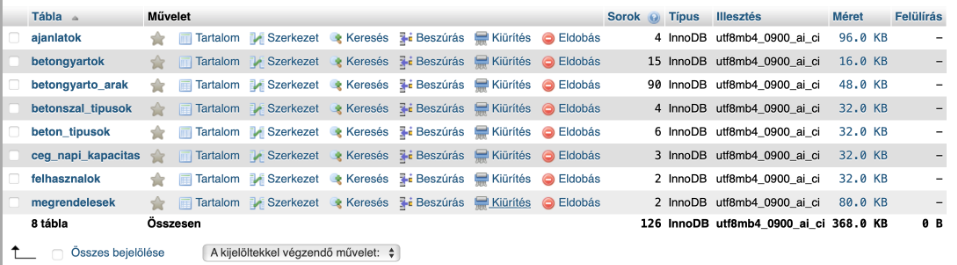 Tábla Művelet Sorok Típus Illesztés Méret Felülírás
ajanlatok Tartalom Szerkezet Keresés Beszúrás Kiürítés Eldobás 4 InnoDB utf8mb4_0900_ai_ci 96.0 KB –
betongyartok Tartalom Szerkezet Keresés Beszúrás Kiürítés Eldobás 15 InnoDB utf8mb4_0900_ai_ci 16.0 KB –
betongyarto_arak Tartalom Szerkezet Keresés Beszúrás Kiürítés Eldobás 90 InnoDB utf8mb4_0900_ai_ci 48.0 KB –
betonszal_tipusok Tartalom Szerkezet Keresés Beszúrás Kiürítés Eldobás 4 InnoDB utf8mb4_0900_ai_ci 32.0 KB –
beton_tipusok Tartalom Szerkezet Keresés Beszúrás Kiürítés Eldobás 6 InnoDB utf8mb4_0900_ai_ci 32.0 KB –
ceg_napi_kapacitas Tartalom Szerkezet Keresés Beszúrás Kiürítés Eldobás 3 InnoDB utf8mb4_0900_ai_ci 32.0 KB –
felhasznalok Tartalom Szerkezet Keresés Beszúrás Kiürítés Eldobás 2 InnoDB utf8mb4_0900_ai_ci 32.0 KB –
megrendelesek Tartalom Szerkezet Keresés Beszúrás Kiürítés Eldobás 2 InnoDB utf8mb4_0900_ai_ci 80.0 KB –
8 tábla Összesen 126 InnoDB utf8mb4_0900_ai_ci 368.0 KB 0 B
Összes bejelölése A kijelöltekkel végzendő művelet: